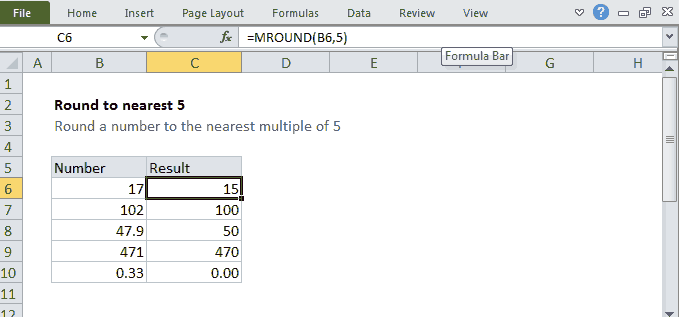 File Home Insert Page Layout Formulas Data Review View ?
C6 fx =MROUND(B6,5)
Formula Bar
A B C D E F G H
1
2 Round to nearest 5
3 Round a number to the nearest multiple of 5
4
5 Number Result
6 17 15
7 102 100
8 47.9 50
9 471 470
10 0.33 0.00
11
12